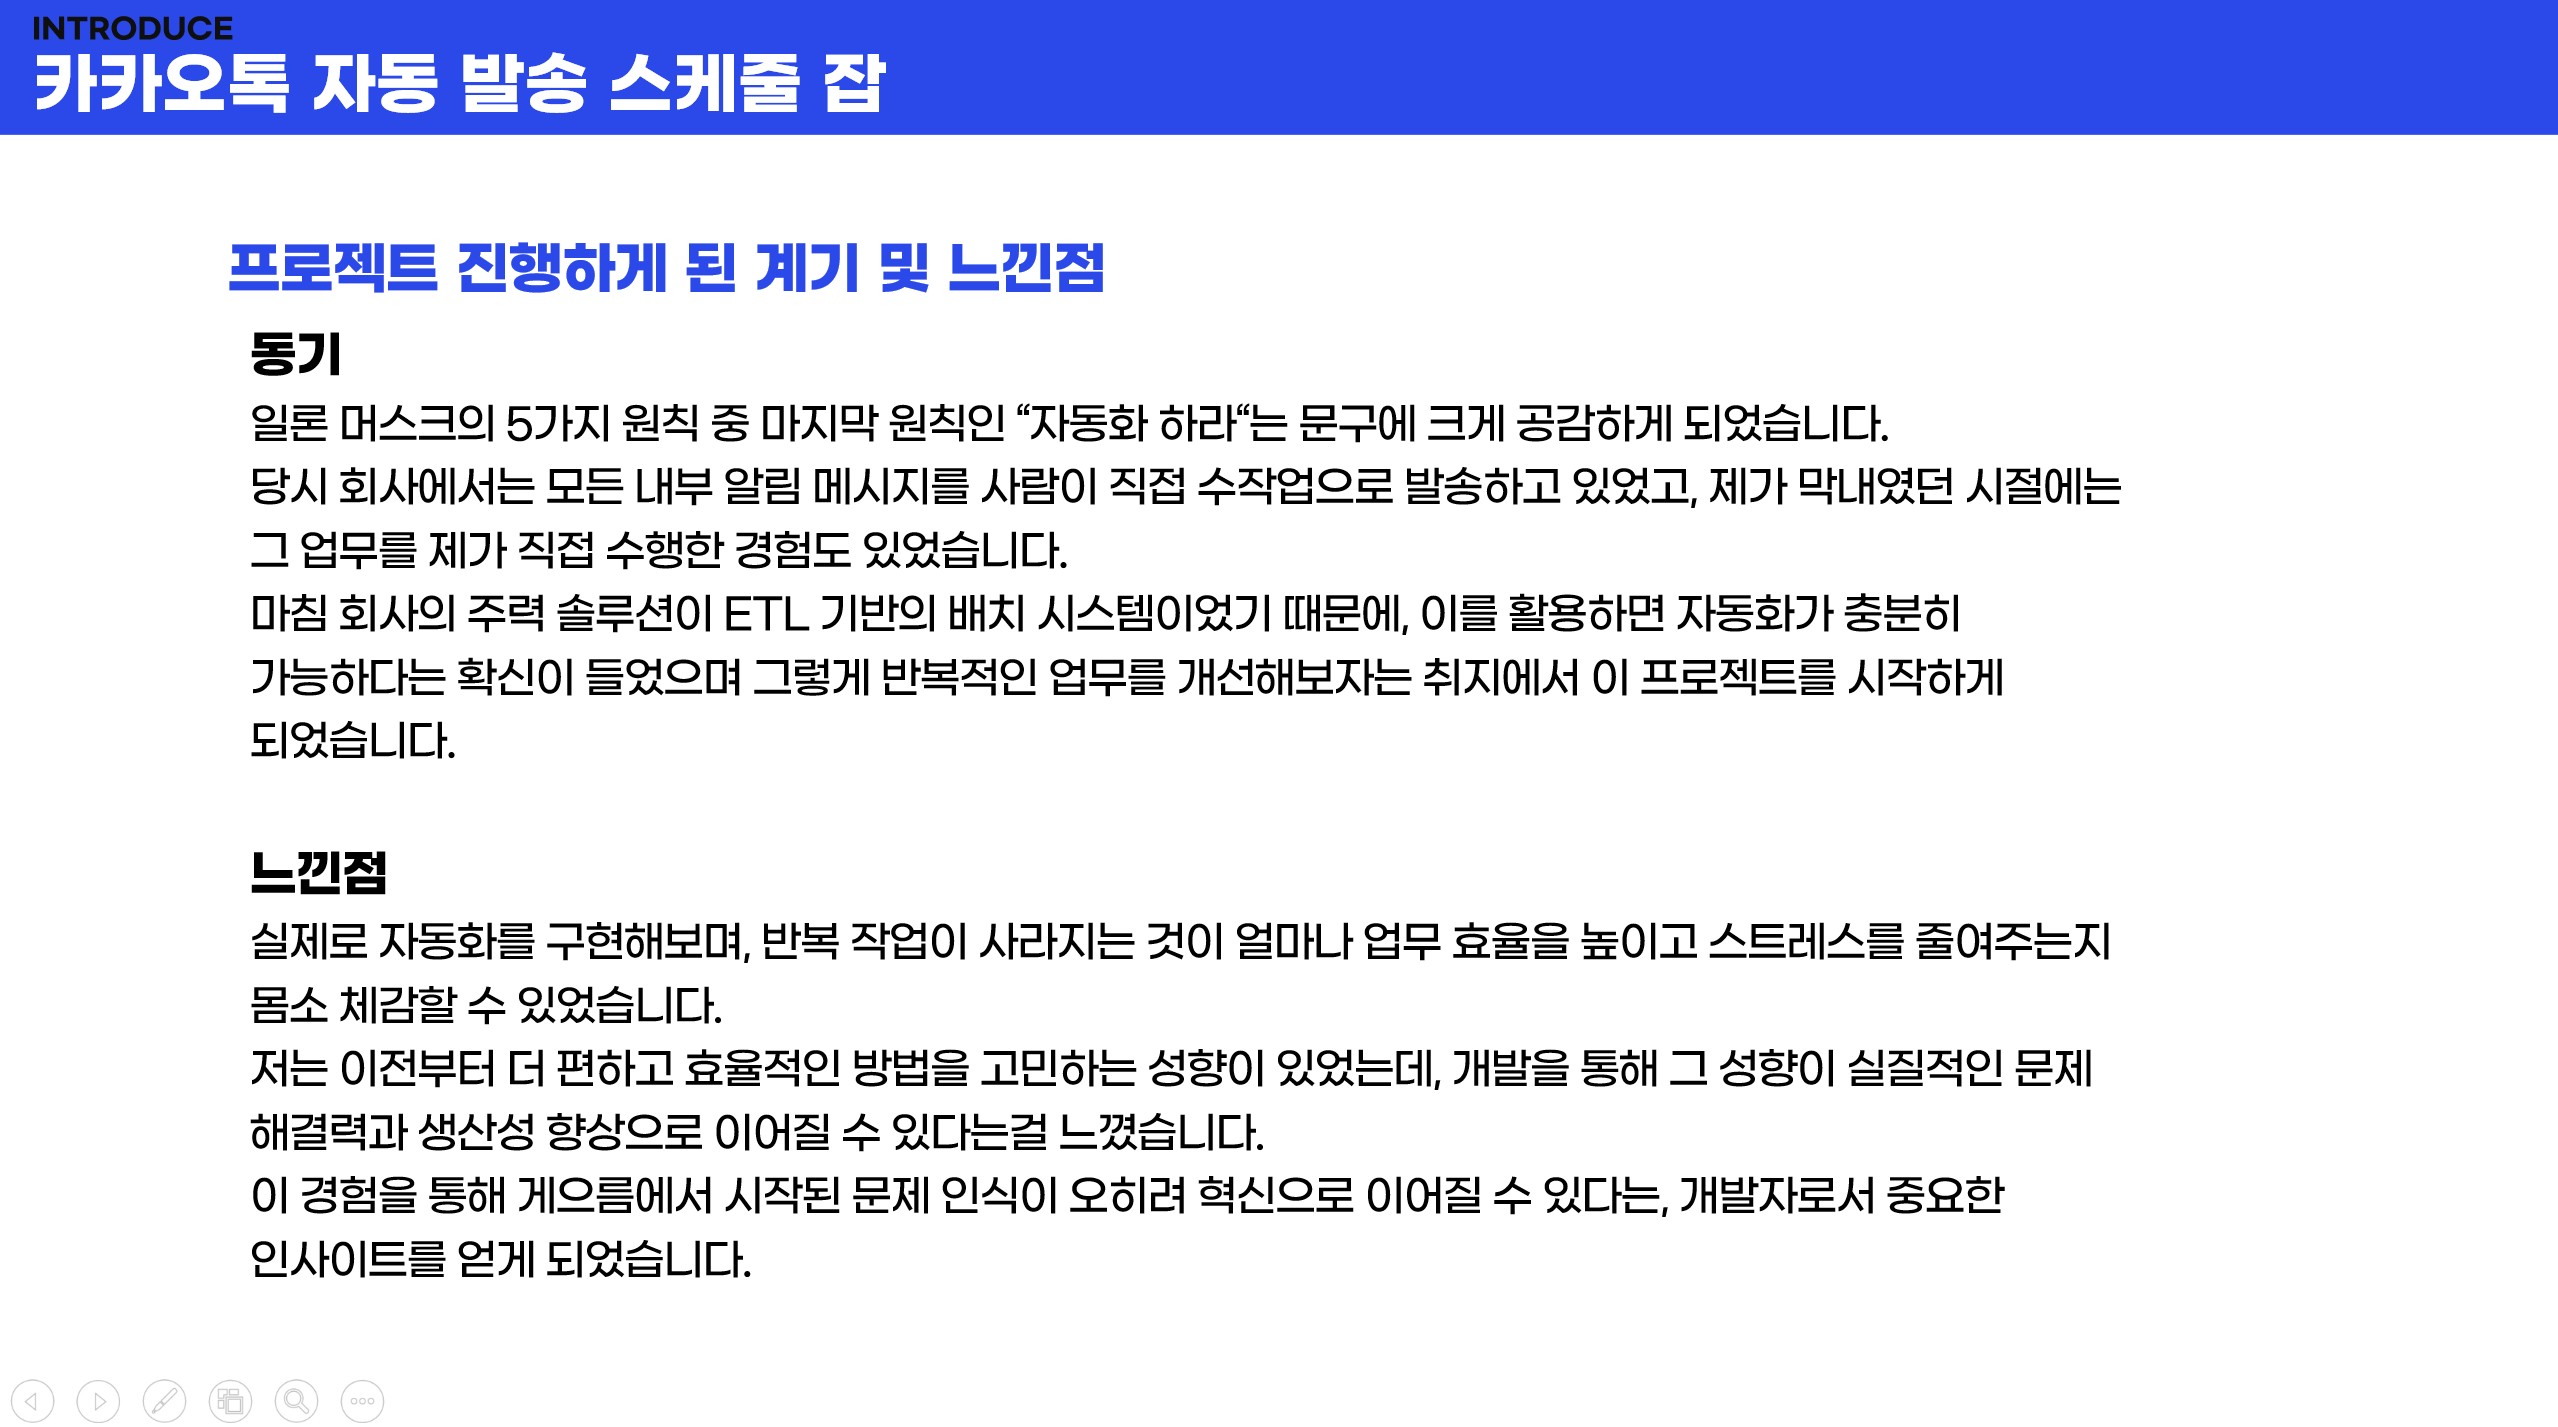 INTRODUCE
카카오톡 자동 발송 스케줄 잡
프로젝트 진행하게 된 계기 및 느낀점
동기
일론 머스크의 5가지 원칙 중 마지막 원칙인 “자동화 하라“는 문구에 크게 공감하게 되었습니다.
당시 회사에서는 모든 내부 알림 메시지를 사람이 직접 수작업으로 발송하고 있었고, 제가 막내였던 시절에는
그 업무를 제가 직접 수행한 경험도 있었습니다.
마침 회사의 주력 솔루션이 ETL 기반의 배치 시스템이었기 때문에, 이를 활용하면 자동화가 충분히
가능하다는 확신이 들었으며 그렇게 반복적인 업무를 개선해보자는 취지에서 이 프로젝트를 시작하게
되었습니다.
느낀점
실제로 자동화를 구현해보며, 반복 작업이 사라지는 것이 얼마나 업무 효율을 높이고 스트레스를 줄여주는지
몸소 체감할 수 있었습니다.
저는 이전부터 더 편하고 효율적인 방법을 고민하는 성향이 있었는데, 개발을 통해 그 성향이 실질적인 문제
해결력과 생산성 향상으로 이어질 수 있다는걸 느꼈습니다.
이 경험을 통해 게으름에서 시작된 문제 인식이 오히려 혁신으로 이어질 수 있다는, 개발자로서 중요한
인사이트를 얻게 되었습니다.